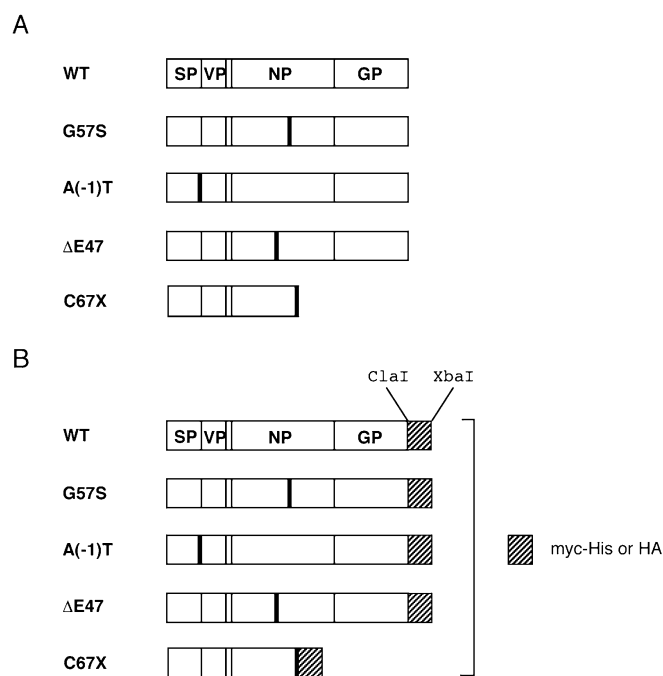 A
WT SP VP NP GP
G57S
A(-1)T
ΔE47
C67X
B
ClaI XbaI
WT SP VP NP GP
G57S
A(-1)T
myc-His or HA
ΔE47
C67X